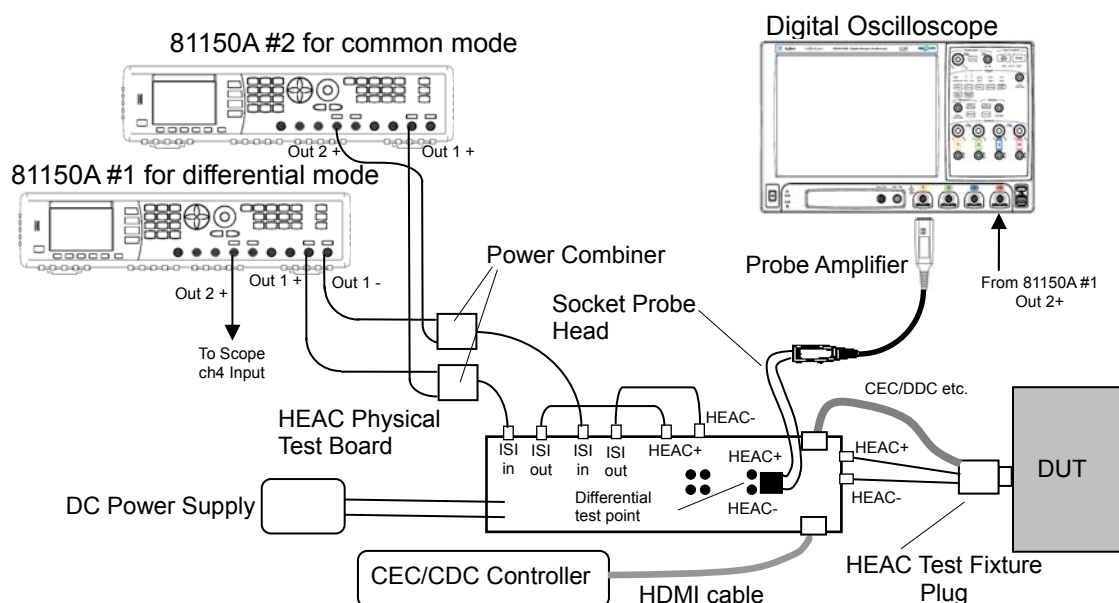 Digital Oscilloscope
81150A #2 for common mode
Out 2 +
Out 1 +
81150A #1 for differential mode
Out 2 +
Out 1 +
Out 1 -
To Scope
ch4 Input
Power Combiner
Probe Amplifier
From 81150A #1
Out 2+
Socket Probe
Head
HEAC Physical
Test Board
CEC/DDC etc.
HEAC-
ISI
in
ISI
out
ISI
in
ISI
out
HEAC+
HEAC+
HEAC-
Differential
test point
HEAC+
HEAC-
DUT
DC Power Supply
CEC/CDC Controller
HDMI cable
HEAC Test Fixture
Plug